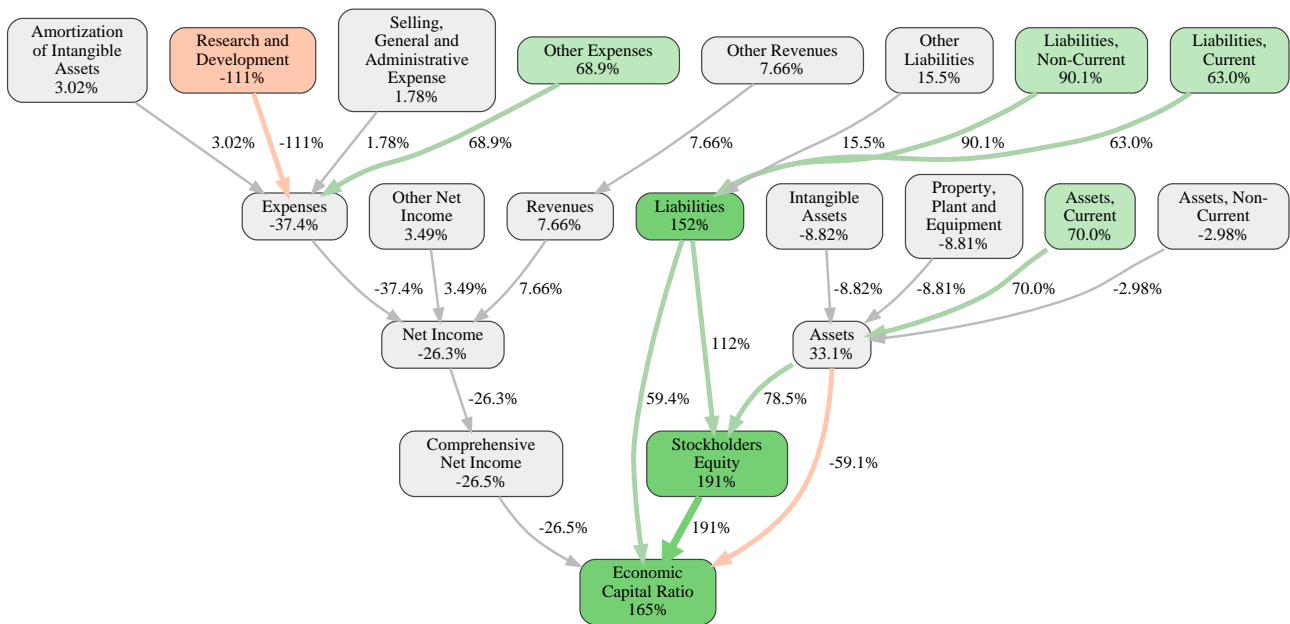 Amortization
of Intangible
Assets
3.02%
Research and
Development
-111%
Selling,
General and
Administrative
Expense
1.78%
Other Expenses
68.9%
Other Revenues
7.66%
Other
Liabilities
15.5%
Liabilities,
Non-Current
90.1%
Liabilities,
Current
63.0%
3.02%
-111%
1.78%
68.9%
7.66%
15.5%
90.1%
63.0%
Expenses
-37.4%
Other Net
Income
3.49%
Revenues
7.66%
Liabilities
152%
Intangible
Assets
-8.82%
Property,
Plant and
Equipment
-8.81%
Assets,
Current
70.0%
Assets, Non-
Current
-2.98%
-37.4%
3.49%
7.66%
-8.82%
-8.81%
70.0%
-2.98%
Net Income
-26.3%
112%
Assets
33.1%
-26.3%
59.4%
78.5%
Comprehensive
Net Income
-26.5%
Stockholders
Equity
191%
-59.1%
-26.5%
191%
Economic
Capital Ratio
165%